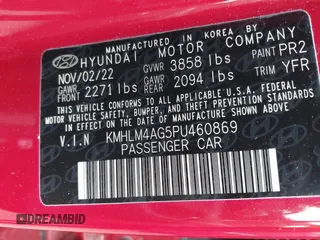 MANUFACTURED IN KOREA BY
HYUNDAI MOTOR COMPANY
NOV/02/22 GVWR 3858 lbs PAINT PR2
GAWR FRONT 2271 lbs GAWR REAR 2094 lbs TRIM YFR
THIS VEHICLE CONFORMS TO ALL APPLICABLE U.S.A. FEDERAL
MOTOR VEHICLE SAFETY, BUMPER, AND THEFT PREVENTION
STANDARDS IN EFFECT ON THE DATE OF MANUFACTURE SHOWN ABOVE.
V.I.N KMHLM4AG5PU460869
PASSENGER CAR
DREAMBID